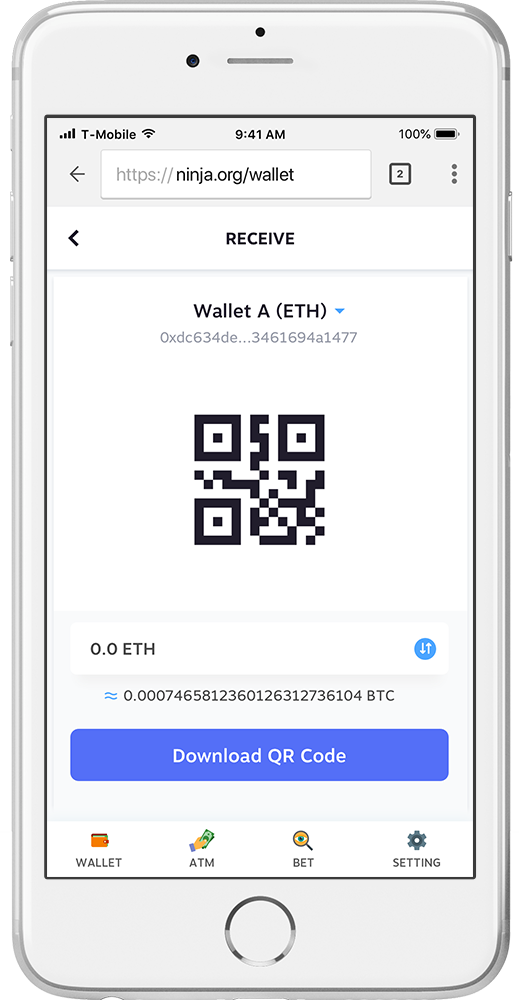 T-Mobile 9:41 AM 100%
https:// ninja.org/wallet 2
RECEIVE
Wallet A (ETH)
0xdc634de...3461694a1477
0.0 ETH
≈ 0.0007465812360126312736104 BTC
Download QR Code
WALLET ATM BET SETTING